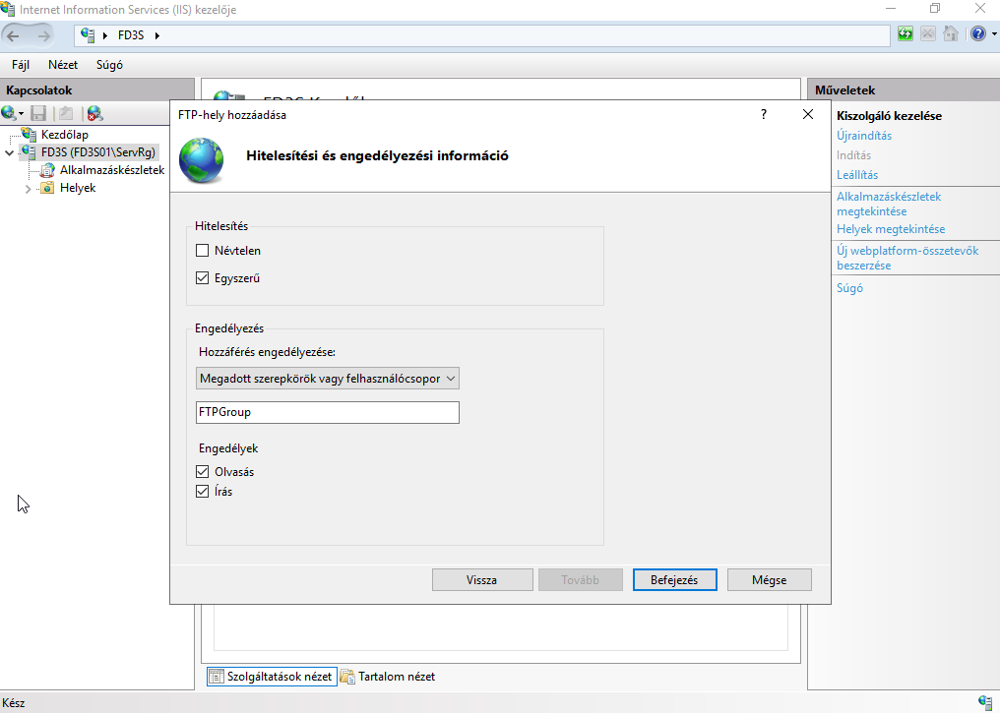 Internet Information Services (IIS) kezelője
FD3S
Fájl Nézet Súgó
Kapcsolatok
Kezdőlap
FD3S (FD3S01\ServRg)
Alkalmazáskészletek
Helyek
FTP-hely hozzáadása
?
Hitelesítési és engedélyezési információ
Hitelesítés
Névtelen
Egyszerű
Engedélyezés
Hozzáférés engedélyezése:
Megadott szerepkörök vagy felhasználócsopor
FTPGroup
Engedélyek
Olvasás
Írás
Vissza Tovább Befejezés Mégse
Szolgáltatások nézet Tartalom nézet
Műveletek
Kiszolgáló kezelése
Újraindítás
Indítás
Leállítás
Alkalmazáskészletek
megtekintése
Helyek megtekintése
Új webplatform-összetevők
beszerzése
Súgó
Kész